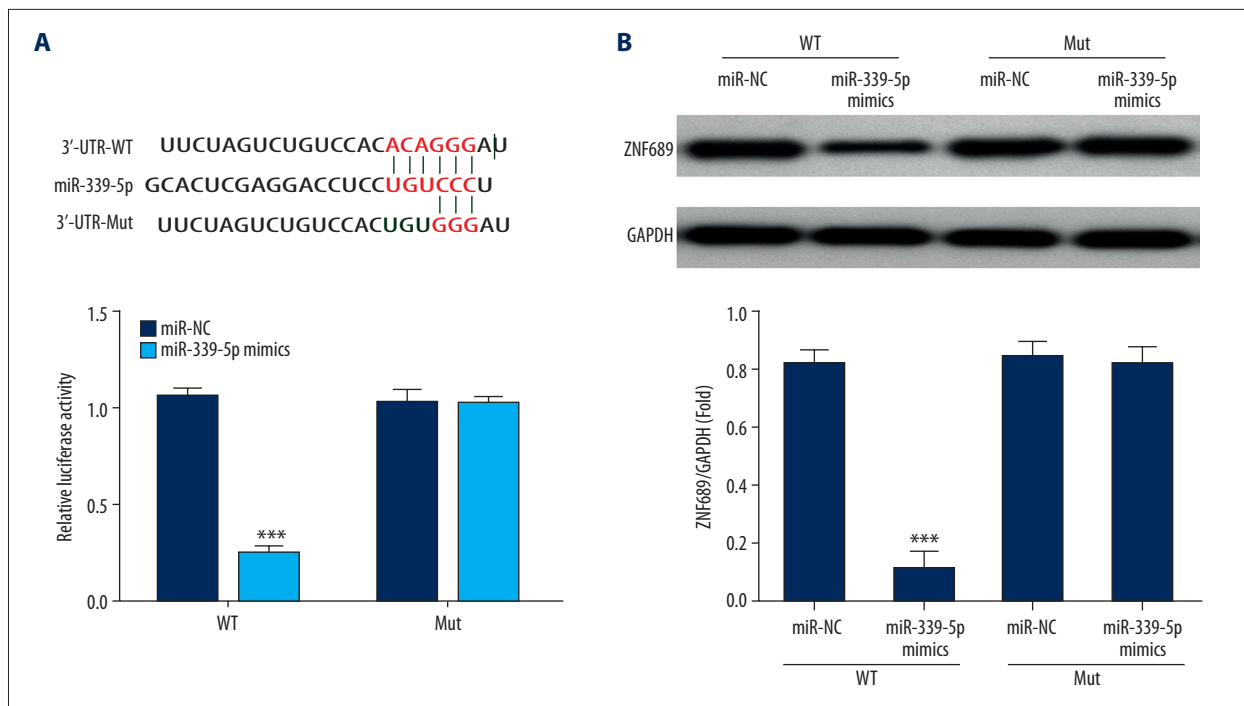 A
3′-UTR-WT UUCUAGUCUGUCCACACAGGGAU
miR-339-5p GCACUCGAGGACCUCCUGUCCCU
3′-UTR-Mut UUCUAGUCUGUCCACUGUGGGAU
1.5
1.0
0.5
0.0
Relative luciferase activity
miR-NC
miR-339-5p mimics
***
WT Mut
B
WT Mut
miR-NC miR-339-5p mimics miR-NC miR-339-5p mimics
ZNF689
GAPDH
1.0
0.8
0.6
0.4
0.2
0.0
ZNF689/GAPDH (Fold)
***
miR-NC miR-339-5p mimics miR-NC miR-339-5p mimics
WT Mut